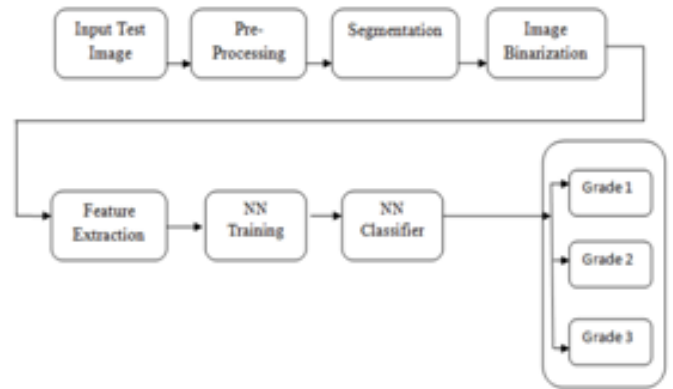 Input Test
Image
Pre-
Processing
Segmentation
Image
Binarization
Feature
Extraction
NN
Training
NN
Classifier
Grade 1
Grade 2
Grade 3